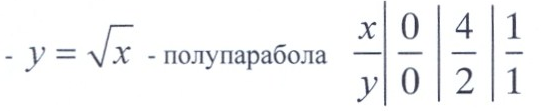 - y = √x - полупарабола x/y | 0/0 | 4/2 | 1/1